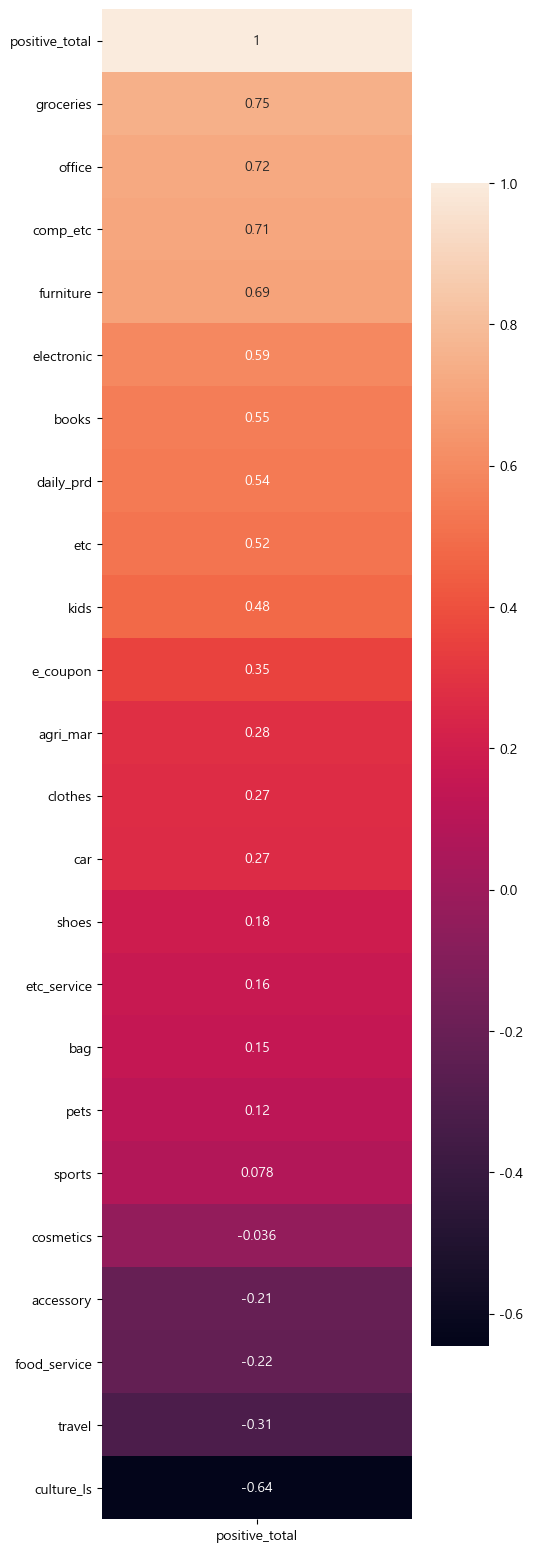 positive_total 1
groceries 0.75
office 0.72
comp_etc 0.71
furniture 0.69
electronic 0.59
books 0.55
daily_prd 0.54
etc 0.52
kids 0.48
e_coupon 0.35
agri_mar 0.28
clothes 0.27
car 0.27
shoes 0.18
etc_service 0.16
bag 0.15
pets 0.12
sports 0.078
cosmetics -0.036
accessory -0.21
food_service -0.22
travel -0.31
culture_ls -0.64
positive_total
1.0
0.8
0.6
0.4
0.2
0.0
-0.2
-0.4
-0.6